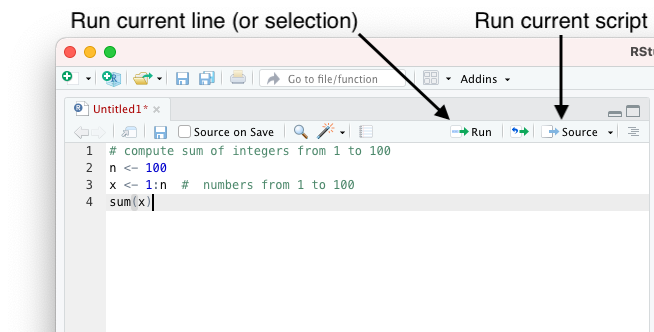 Run current line (or selection)
Run current script
Go to file/function
Addins
Untitled1*
Source on Save
Run
Source
1 # compute sum of integers from 1 to 100
2 n <- 100
3 x <- 1:n  #  numbers from 1 to 100
4 sum(x)